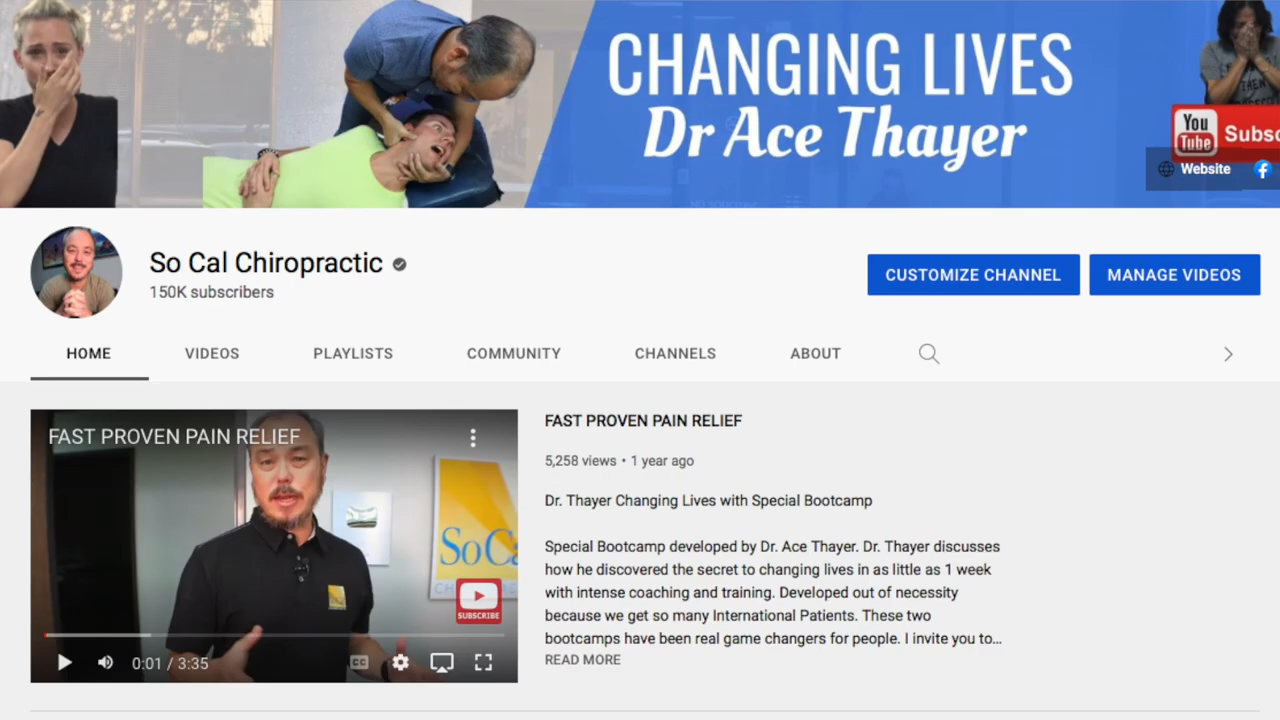 CHANGING LIVES
Dr Ace Thayer
You
Tube
Website
So Cal Chiropractic
150K subscribers
CUSTOMIZE CHANNEL
MANAGE VIDEOS
HOME
VIDEOS
PLAYLISTS
COMMUNITY
CHANNELS
ABOUT
FAST PROVEN PAIN RELIEF
SUBSCRIBE
0:01 / 3:35
CC
FAST PROVEN PAIN RELIEF
5,258 views • 1 year ago
Dr. Thayer Changing Lives with Special Bootcamp
Special Bootcamp developed by Dr. Ace Thayer. Dr. Thayer discusses
how he discovered the secret to changing lives in as little as 1 week
with intense coaching and training. Developed out of necessity
because we get so many International Patients. These two
bootcamps have been real game changers for people. I invite you to...
READ MORE